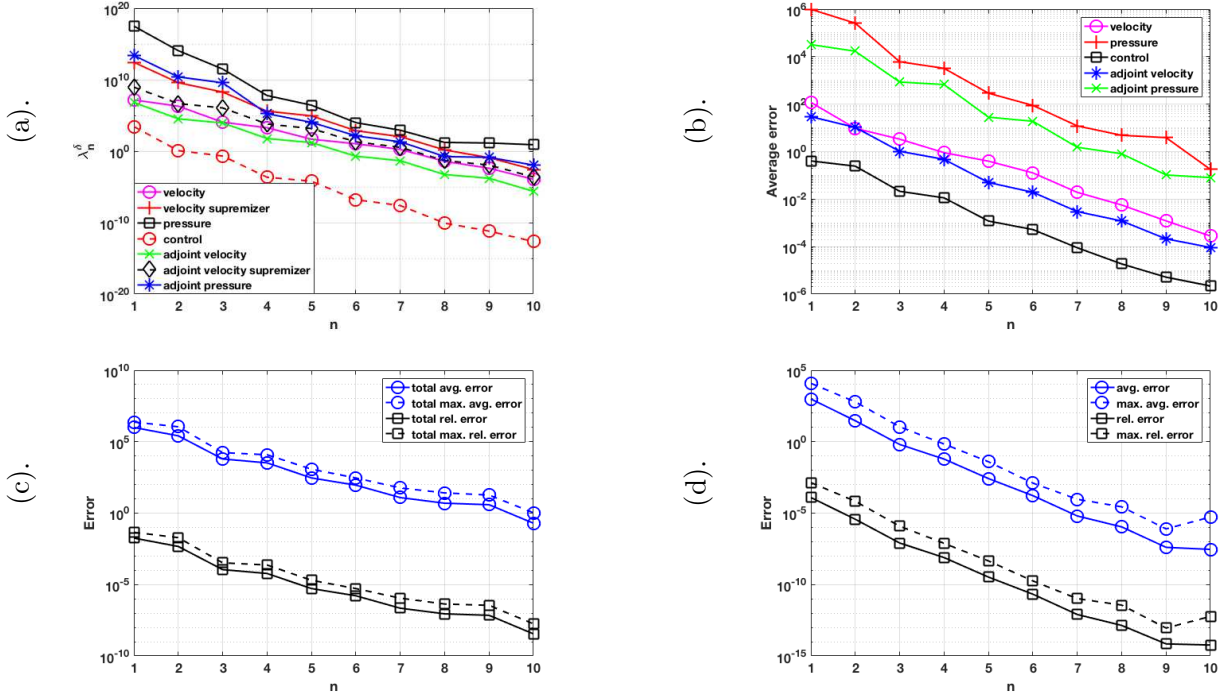 (a).
10^20
10^10
10^0
10^-10
10^-20
λ_n^δ
velocity
velocity supremizer
pressure
control
adjoint velocity
adjoint velocity supremizer
adjoint pressure
1 2 3 4 5 6 7 8 9 10
n
(b).
10^6
10^4
10^2
10^0
10^-2
10^-4
10^-6
Average error
velocity
pressure
control
adjoint velocity
adjoint pressure
1 2 3 4 5 6 7 8 9 10
n
(c).
10^10
10^5
10^0
10^-5
10^-10
Error
total avg. error
total max. avg. error
total rel. error
total max. rel. error
1 2 3 4 5 6 7 8 9 10
n
(d).
10^5
10^0
10^-5
10^-10
10^-15
Error
avg. error
max. avg. error
rel. error
max. rel. error
1 2 3 4 5 6 7 8 9 10
n